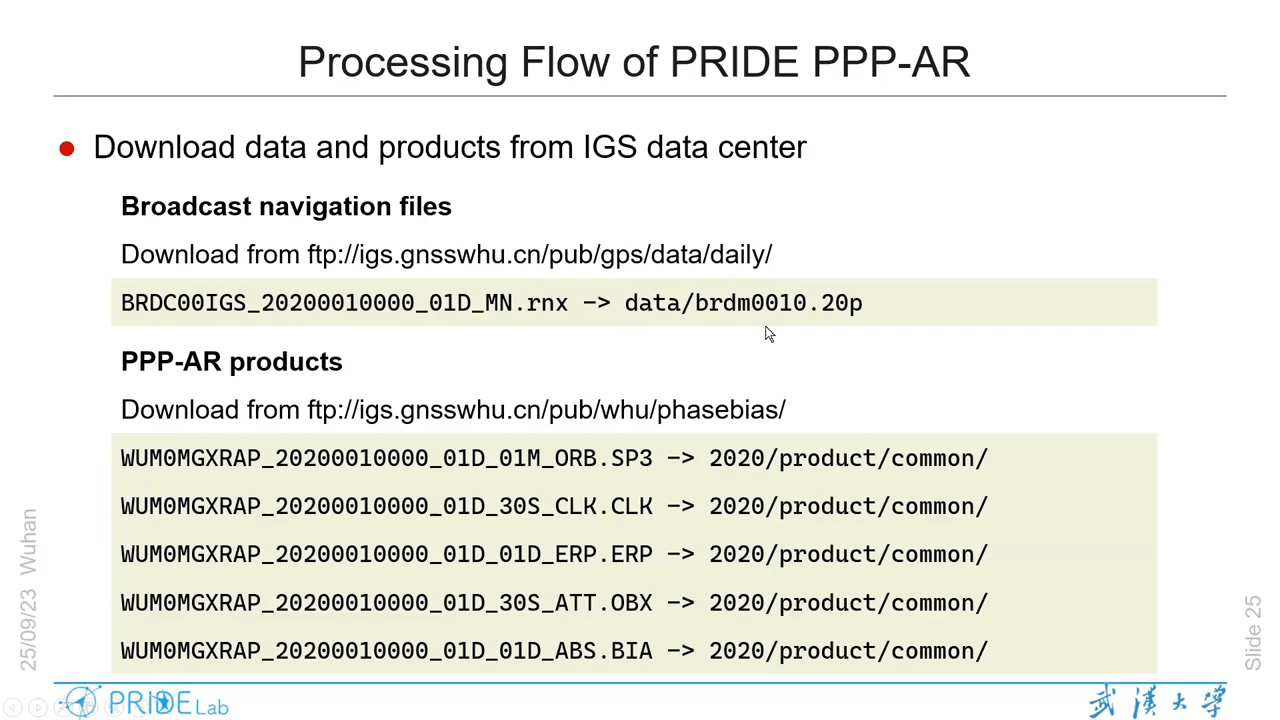 Processing Flow of PRIDE PPP-AR
Download data and products from IGS data center
Broadcast navigation files
Download from ftp://igs.gnsswhu.cn/pub/gps/data/daily/
BRDC00IGS_20200010000_01D_MN.rnx -> data/brdm0010.20p
PPP-AR products
Download from ftp://igs.gnsswhu.cn/pub/whu/phasebias/
WUM0MGXRAP_20200010000_01D_01M_ORB.SP3 -> 2020/product/common/
WUM0MGXRAP_20200010000_01D_30S_CLK.CLK -> 2020/product/common/
WUM0MGXRAP_20200010000_01D_01D_ERP.ERP -> 2020/product/common/
WUM0MGXRAP_20200010000_01D_30S_ATT.OBX -> 2020/product/common/
WUM0MGXRAP_20200010000_01D_01D_ABS.BIA -> 2020/product/common/
25/09/23 Wuhan
Slide 25
PRIDE Lab
武漢大学